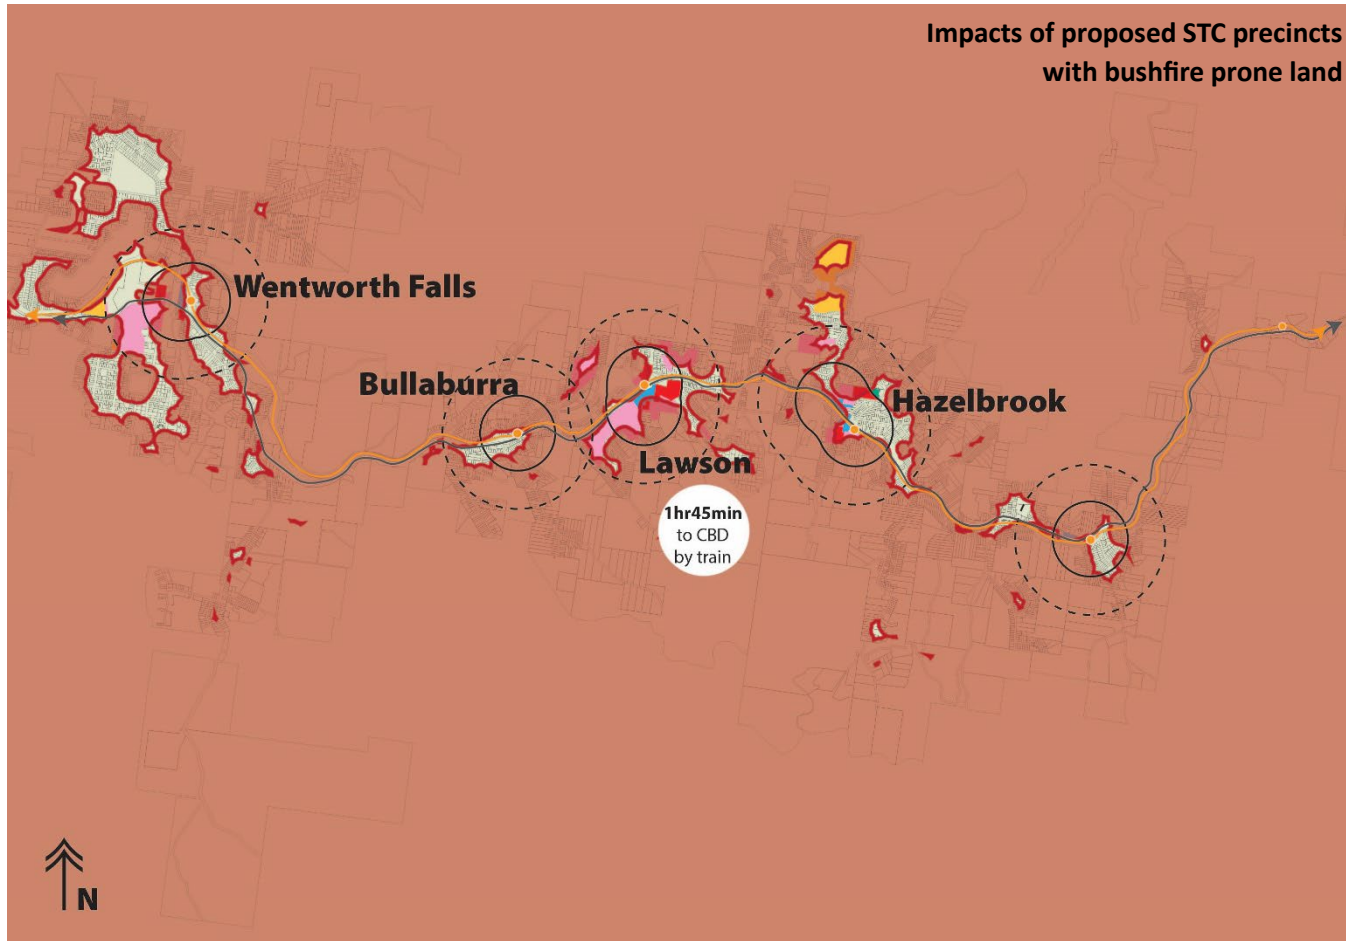 Impacts of proposed STC precincts
with bushfire prone land
Wentworth Falls
Bullaburra
Hazelbrook
Lawson
1hr45min
to CBD
by train
N